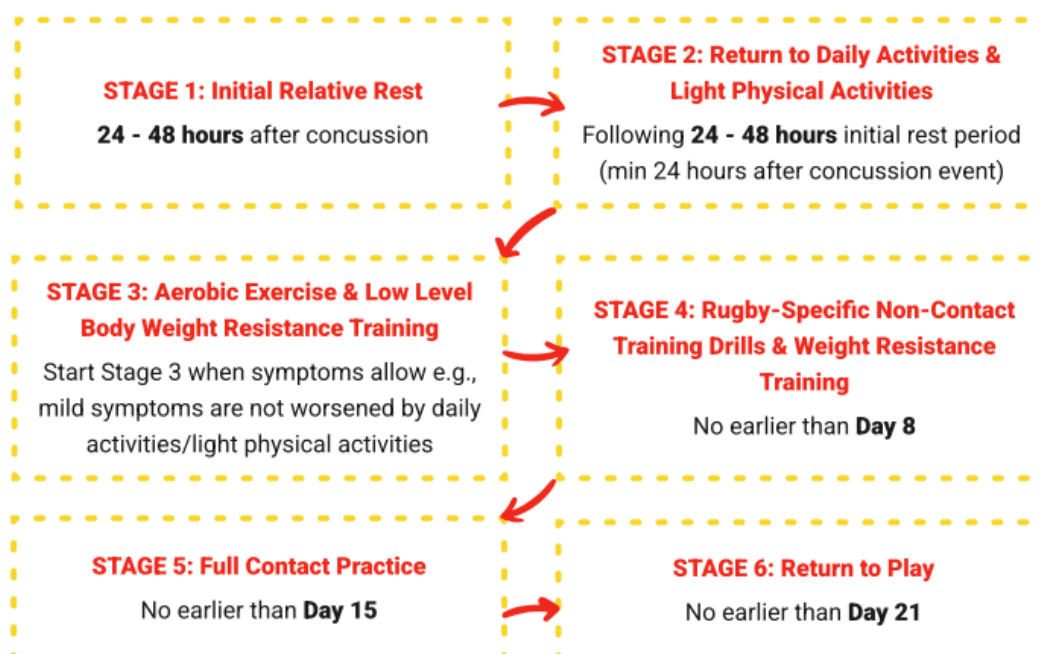 STAGE 1: Initial Relative Rest
24 - 48 hours after concussion
STAGE 2: Return to Daily Activities &
Light Physical Activities
Following 24 - 48 hours initial rest period
(min 24 hours after concussion event)
STAGE 3: Aerobic Exercise & Low Level
Body Weight Resistance Training
Start Stage 3 when symptoms allow e.g.,
mild symptoms are not worsened by daily
activities/light physical activities
STAGE 4: Rugby-Specific Non-Contact
Training Drills & Weight Resistance
Training
No earlier than Day 8
STAGE 5: Full Contact Practice
No earlier than Day 15
STAGE 6: Return to Play
No earlier than Day 21